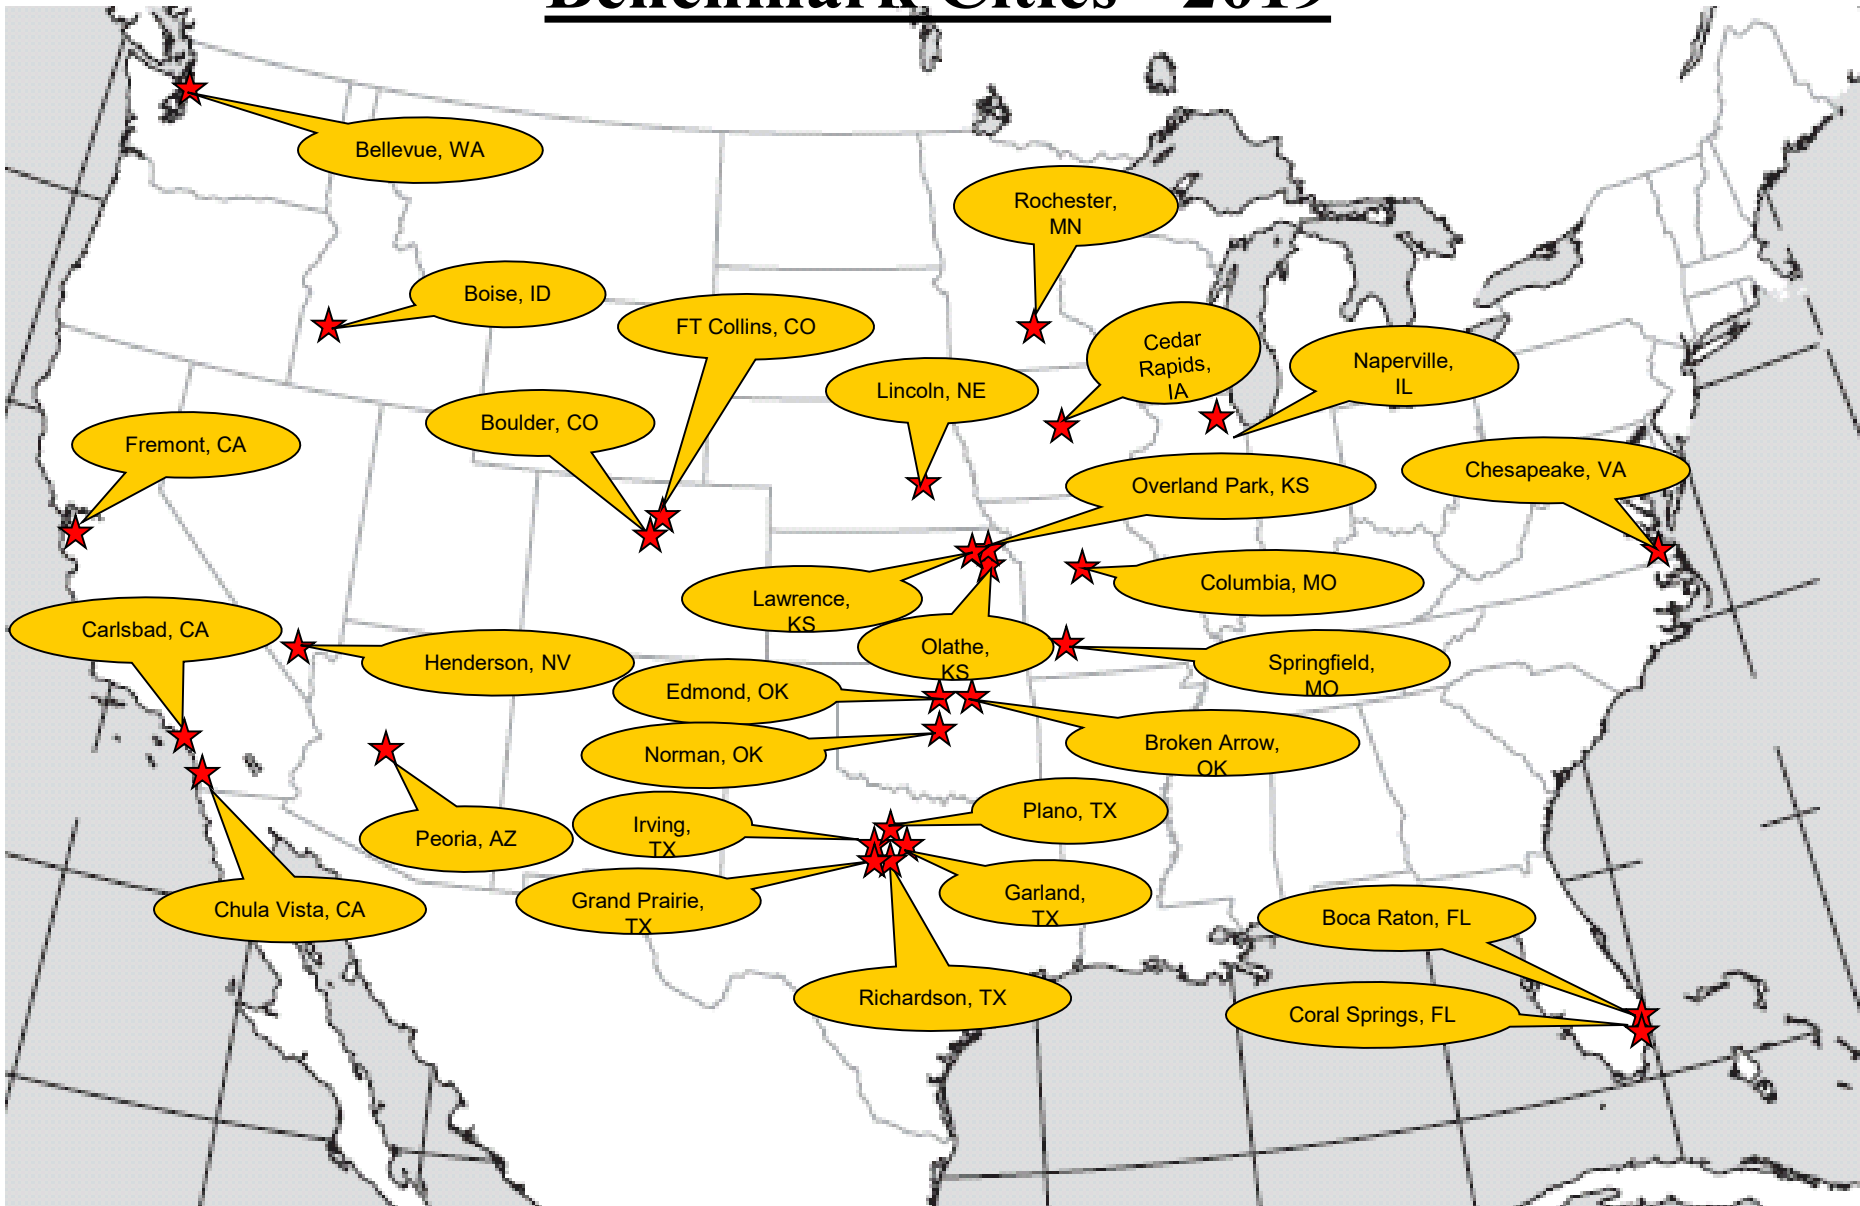 Benchmark Cities – 2019
Bellevue, WA
Rochester,
MN
Boise, ID
FT Collins, CO
Cedar
Rapids,
IA
Naperville,
IL
Lincoln, NE
Boulder, CO
Fremont, CA
Chesapeake, VA
Overland Park, KS
Columbia, MO
Lawrence,
KS
Carlsbad, CA
Olathe,
KS
Henderson, NV
Springfield,
MO
Edmond, OK
Norman, OK
Broken Arrow,
OK
Plano, TX
Irving,
TX
Peoria, AZ
Grand Prairie,
TX
Garland,
TX
Chula Vista, CA
Boca Raton, FL
Richardson, TX
Coral Springs, FL